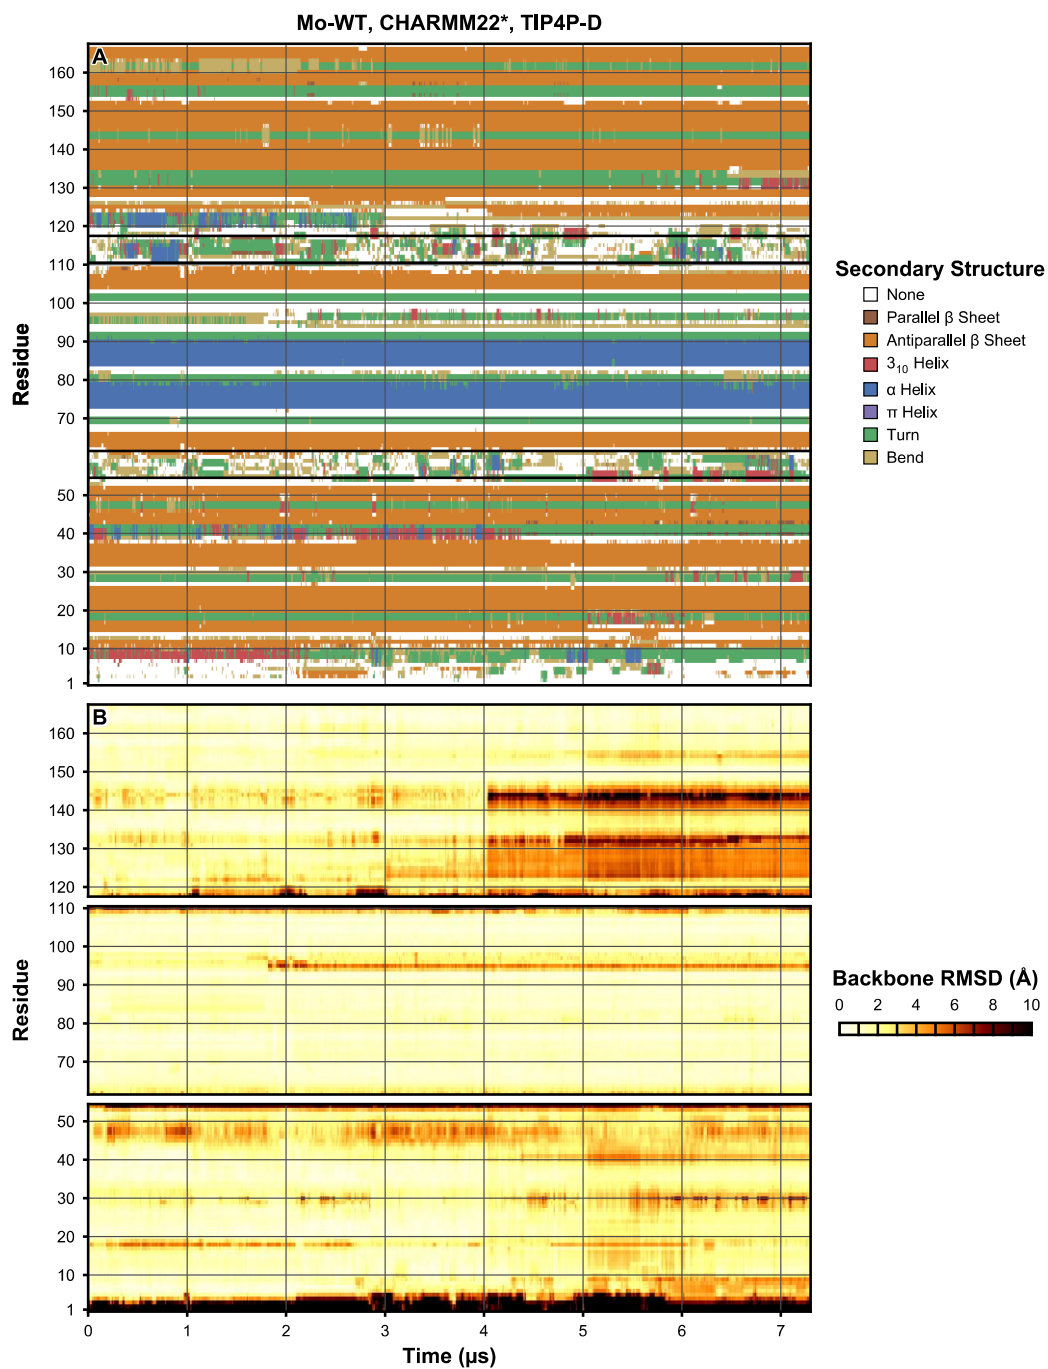 Mo-WT, CHARMM22*, TIP4P-D
A
160
150
140
130
120
110
100
90
80
70
50
40
30
20
10
1
Residue
Secondary Structure
None
Parallel β Sheet
Antiparallel β Sheet
3₁₀ Helix
α Helix
π Helix
Turn
Bend
B
160
150
140
130
120
110
100
90
80
70
50
40
30
20
10
1
Residue
Backbone RMSD (Å)
0 2 4 6 8 10
0 1 2 3 4 5 6 7
Time (µs)